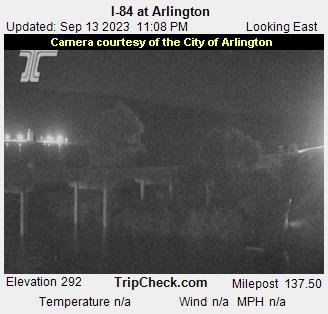 I-84 at Arlington
Updated: Sep 13 2023 11:08 PM Looking East
Camera courtesy of the City of Arlington
Elevation 292 TripCheck.com Milepost 137.50
Temperature n/a Wind n/a MPH n/a